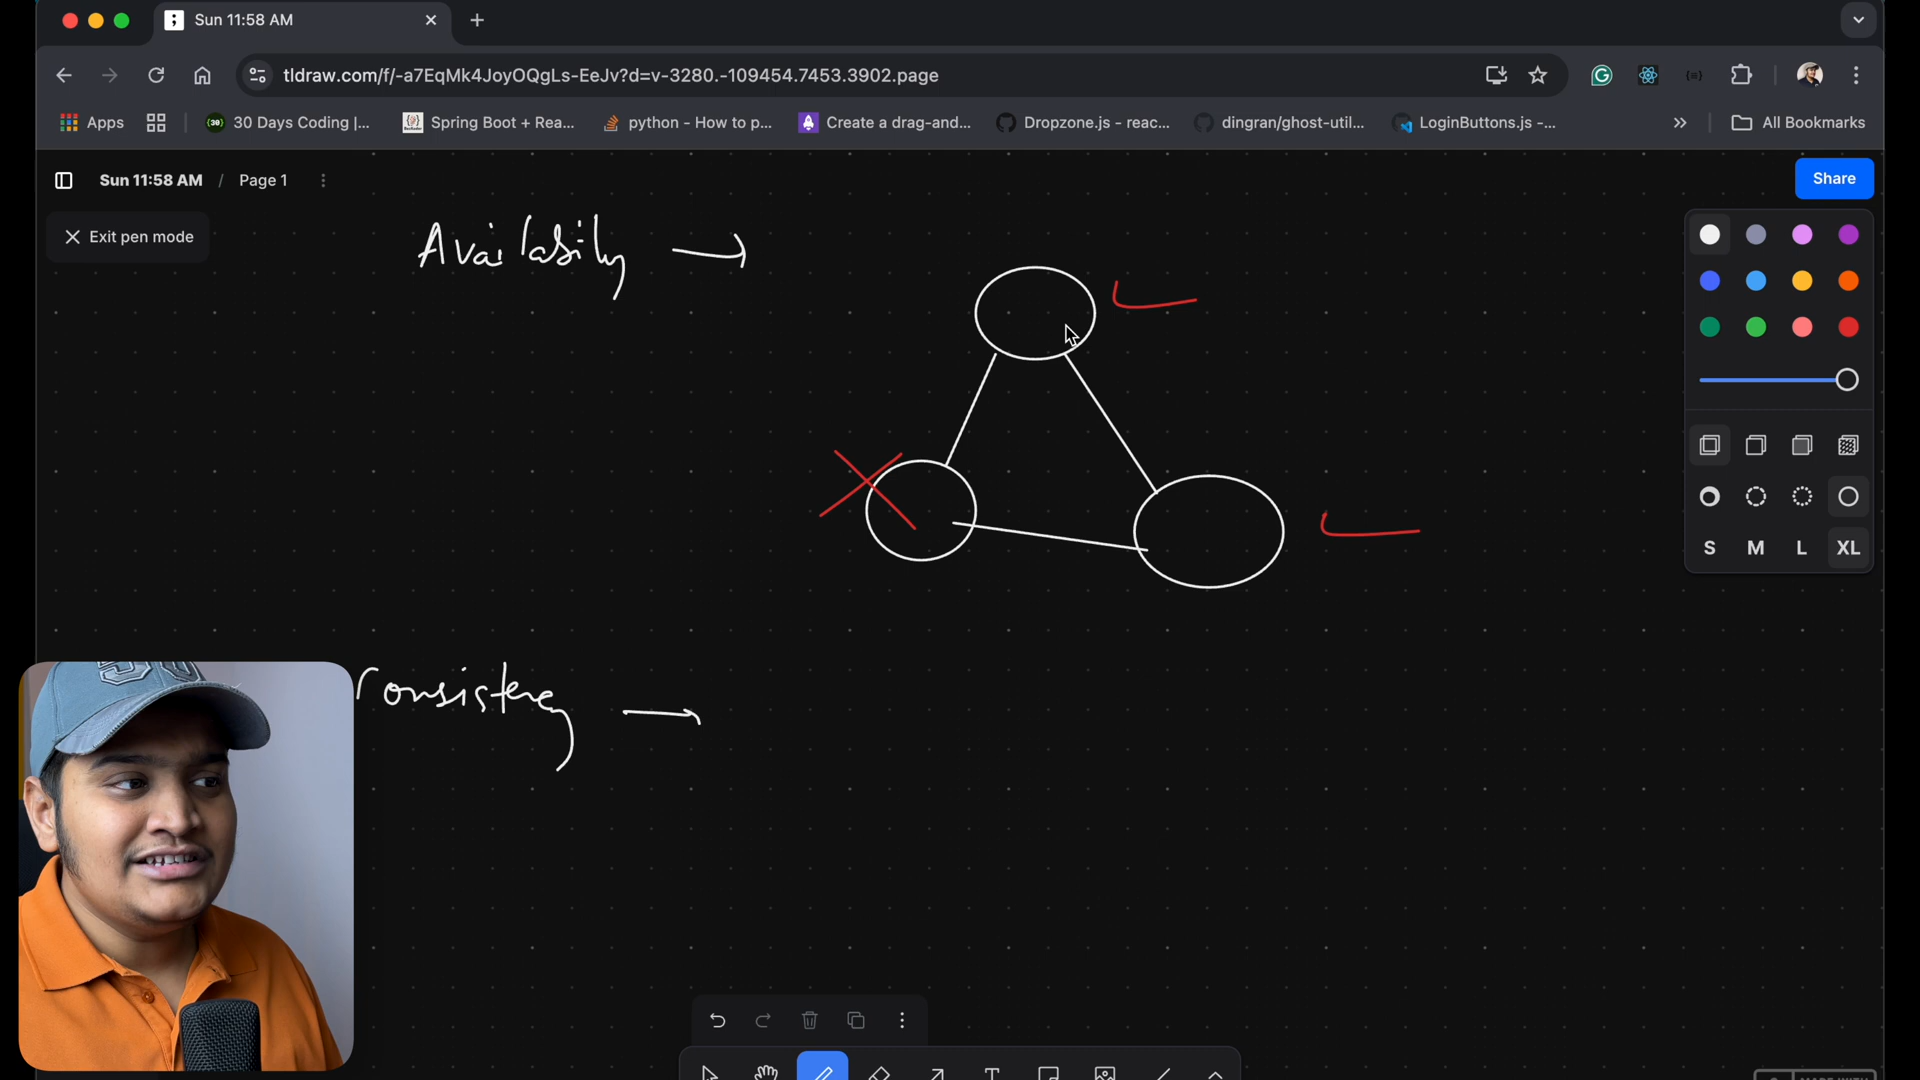 Sun 11:58 AM
tldraw.com/f/-a7EqMk4JoyOQgLs-EeJv?d=v-3280.-109454.7453.3902.page
Apps
30 Days Coding |...
Spring Boot + Rea...
python - How to p...
Create a drag-and...
Dropzone.js - reac...
dingran/ghost-util...
LoginButtons.js -...
All Bookmarks
Sun 11:58 AM / Page 1
Share
Exit pen mode
Availability →
S M L XL
Consistency →